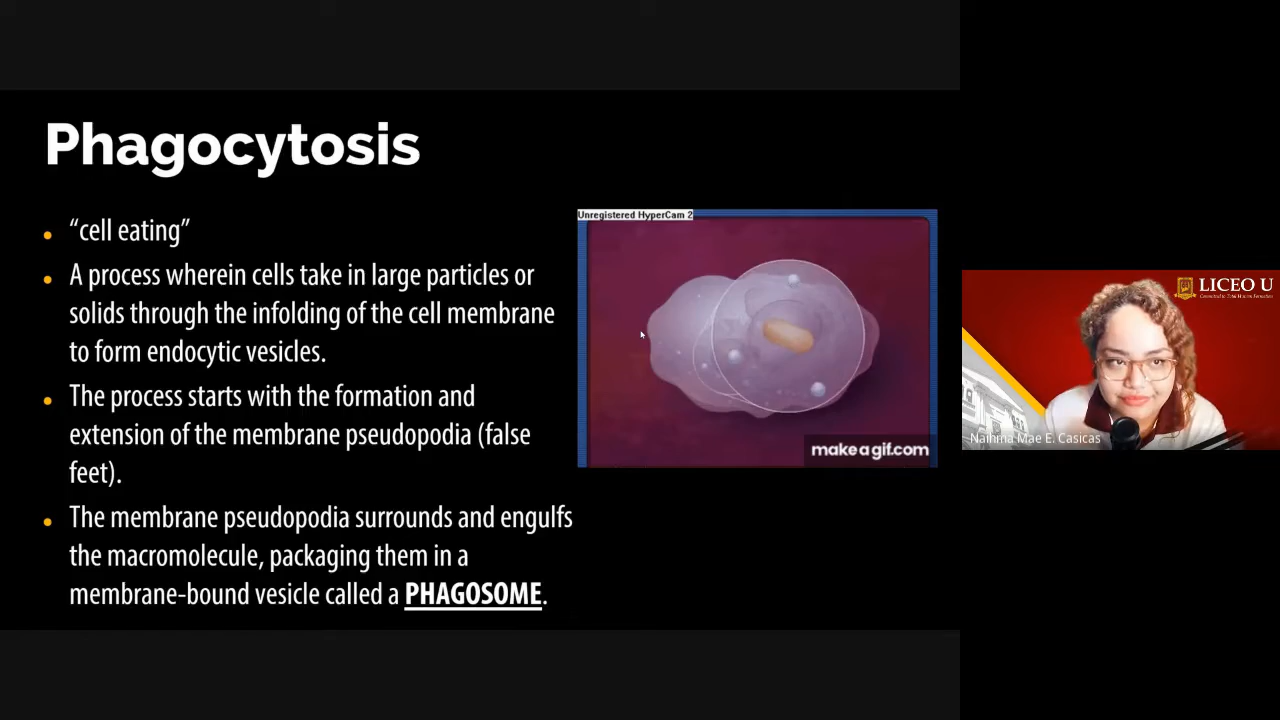 Phagocytosis
• “cell eating”
• A process wherein cells take in large particles or
solids through the infolding of the cell membrane
to form endocytic vesicles.
• The process starts with the formation and
extension of the membrane pseudopodia (false
feet).
• The membrane pseudopodia surrounds and engulfs
the macromolecule, packaging them in a
membrane-bound vesicle called a PHAGOSOME.
Unregistered HyperCam 2
makeagif.com
LICEO U
Naihma Mae E. Casicas